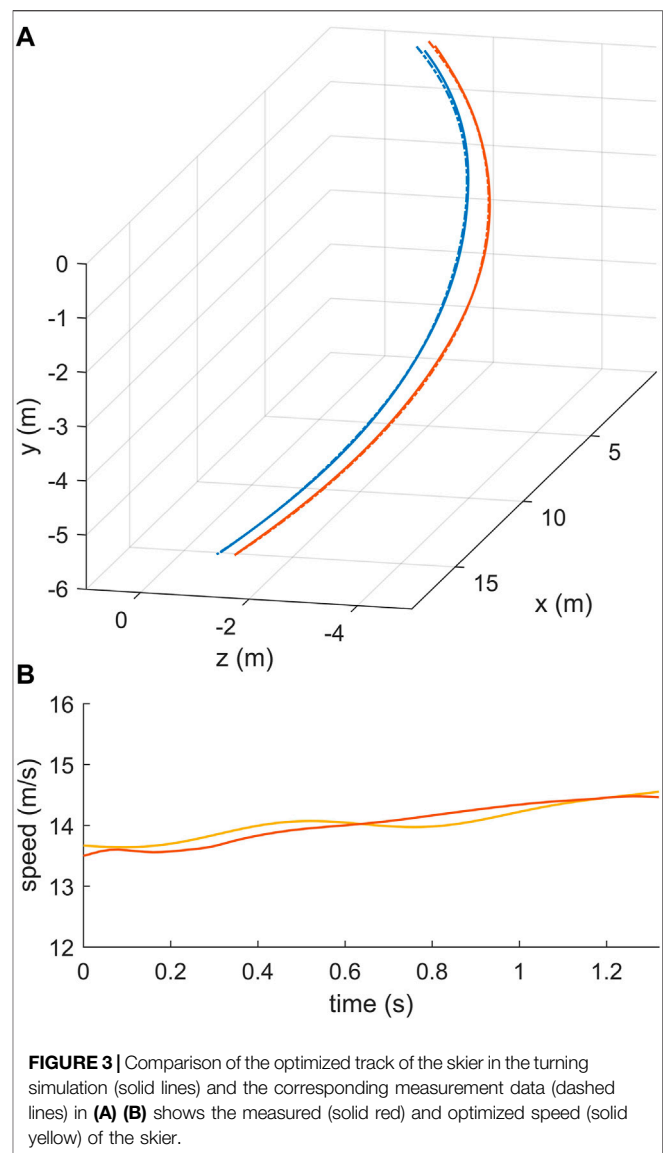 A
0
-1
-2
-3
-4
-5
-6
y (m)
0
-2
-4
z (m)
5
10
15
x (m)
B
16
15
14
13
12
speed (m/s)
0
0.2
0.4
0.6
0.8
1
1.2
time (s)
FIGURE 3 | Comparison of the optimized track of the skier in the turning
simulation (solid lines) and the corresponding measurement data (dashed
lines) in (A) (B) shows the measured (solid red) and optimized speed (solid
yellow) of the skier.